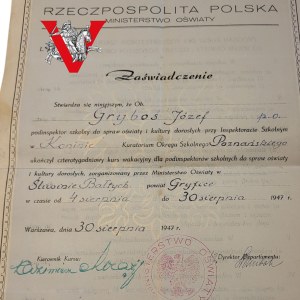 RZECZPOSPOLITA POLSKA
MINISTERSTWO OŚWIATY
V
Zaświadczenie
Stwierdza się niniejszym, że Ob.
Gryboś Józef p.o.
podinspektor szkolny do spraw oświaty i kultury dorosłych przy Inspektoracie Szkolnym
w Koninie Kuratorium Okręgu Szkolnego Poznańskiego
ukończył czterotygodniowy kurs wakacyjny dla podinspektorów szkolnych do spraw oświaty
i kultury dorosłych, zorganizowany przez Ministerstwo Oświaty w
powiat Gryfice
w czasie od 4 sierpnia do 30 sierpnia 1947 r.
Warszawa, dnia 30 sierpnia 1947 r.
Kierownik Kursu:
Dyrektor Departamentu:
MINISTERSTWO OŚWIATY